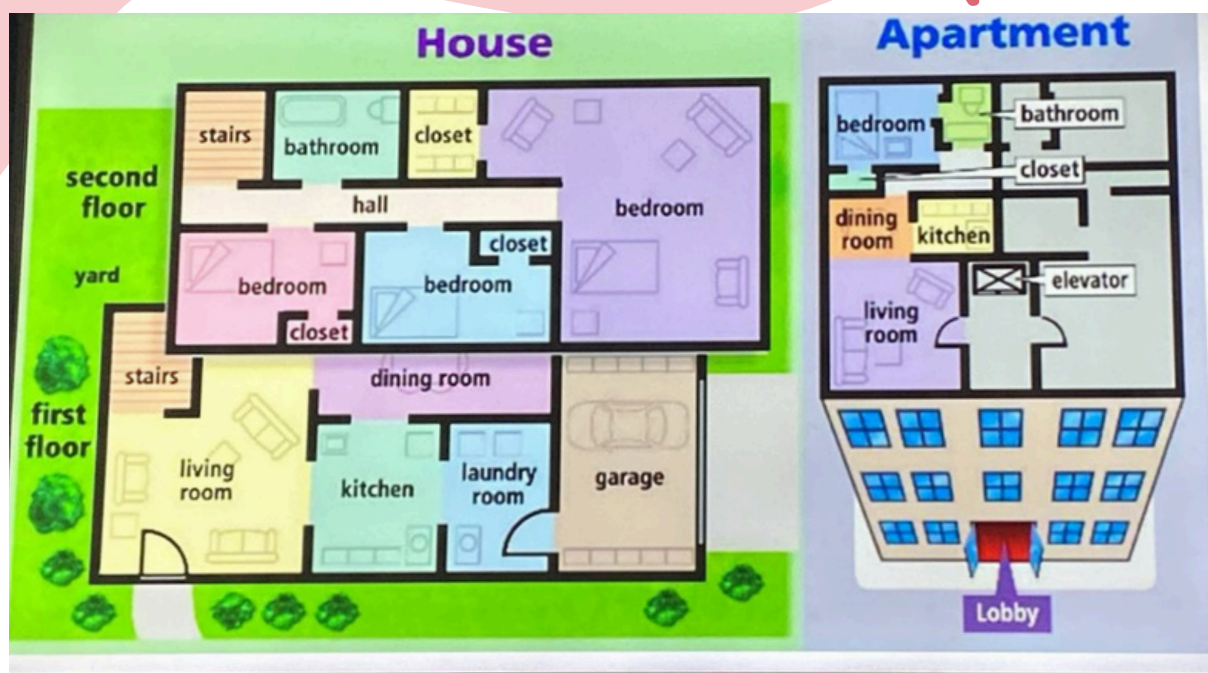 House
stairs
bathroom
closet
second
floor
hall
bedroom
closet
yard
bedroom
bedroom
closet
stairs
dining room
first
floor
living
room
kitchen
laundry
room
garage
Apartment
bedroom
bathroom
closet
dining
room
kitchen
elevator
living
room
Lobby